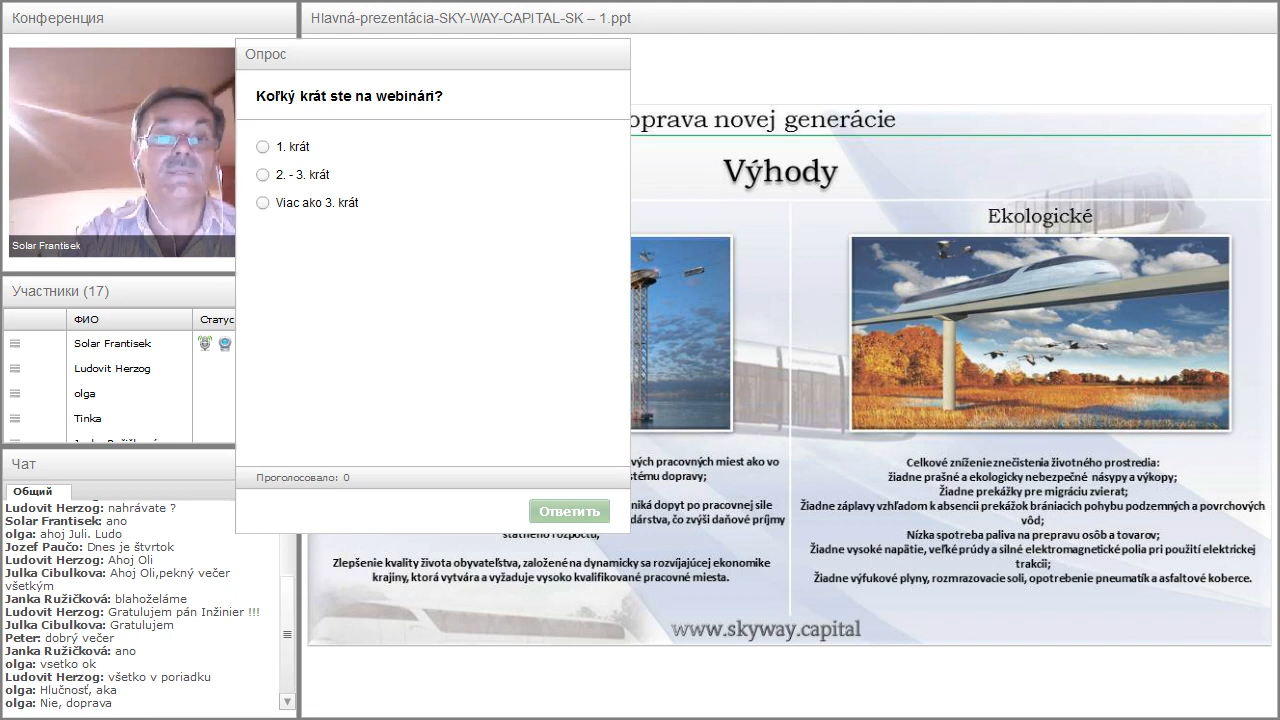 Конференция
Hlavná-prezentácia-SKY-WAY-CAPITAL-SK – 1.ppt
Solar Frantisek
Участники (17)
ФИО
Статус
Solar Frantisek
Ludovit Herzog
olga
Tinka
Чат
Общий
Ludovit Herzog: nahrávate ?
Solar Frantisek: ano
olga: ahoj Juli. Ludo
Jozef Paučo: Dnes je štvrtok
Ludovit Herzog: Ahoj Oli
Julka Cibulkova: Ahoj Oli,pekný večer
všetkým
Janka Ružičková: blahoželáme
Ludovit Herzog: Gratulujem pán Inžinier !!!
Julka Cibulkova: Gratulujem
Peter: dobrý večer
Janka Ružičková: ano
olga: vsetko ok
Ludovit Herzog: všetko v poriadku
olga: Hlučnosť, aka
olga: Nie, doprava
Опрос
Koľký krát ste na webinári?
1. krát
2. - 3. krát
Viac ako 3. krát
Проголосовало: 0
Ответить
oprava novej generácie
Výhody
vých pracovných miest ako vo
stému dopravy;
niká dopyt po pracovnej sile
dárstva, čo zvýši daňové príjmy
štátneho rozpočtu;
Zlepšenie kvality života obyvateľstva, založené na dynamicky sa rozvíjajúcej ekonomike
krajiny, ktorá vytvára a vyžaduje vysoko kvalifikované pracovné miesta.
Ekologické
Celkové zníženie znečistenia životného prostredia:
žiadne prašné a ekologicky nebezpečné násypy a výkopy;
Žiadne prekážky pre migráciu zvierat;
Žiadne záplavy vzhľadom k absencii prekážok brániacich pohybu podzemných a povrchových
vôd;
Nízka spotreba paliva na prepravu osôb a tovarov;
Žiadne vysoké napätie, veľké prúdy a silné elektromagnetické polia pri použití elektrickej
trakcii;
Žiadne výfukové plyny, rozmrazovacie soli, opotrebenie pneumatík a asfaltové koberce.
www.skyway.capital